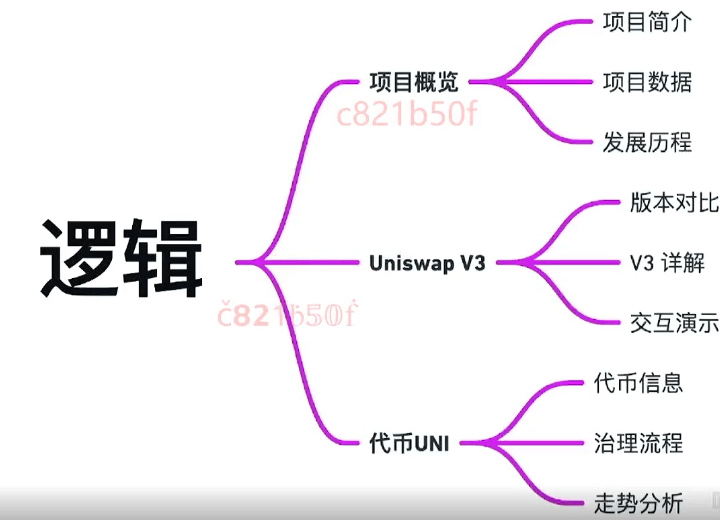 逻辑
项目概览
项目简介
项目数据
发展历程
c821b50f
Uniswap V3
版本对比
V3 详解
交互演示
č821b50f
代币UNI
代币信息
治理流程
走势分析